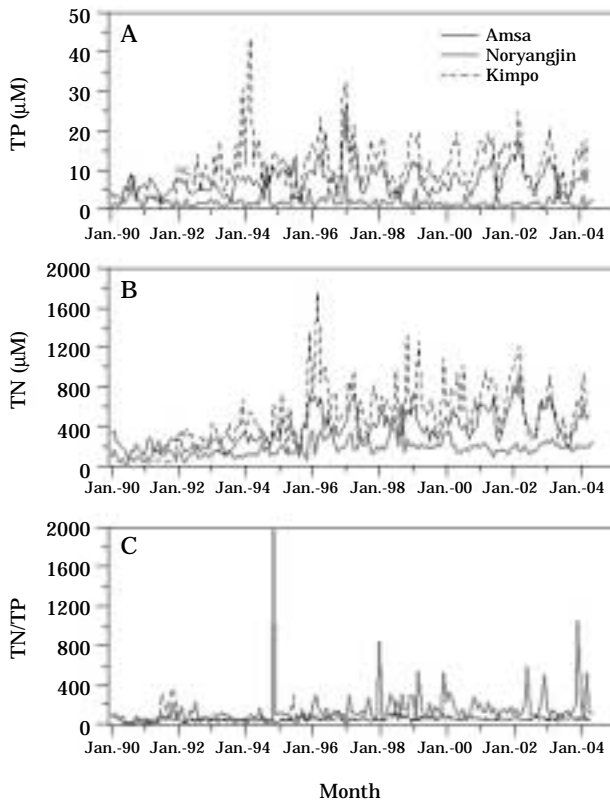 A
Amsa
Noryangjin
Kimpo
TP (µM)
50
40
30
20
10
0
Jan.-90 Jan.-92 Jan.-94 Jan.-96 Jan.-98 Jan.-00 Jan.-02 Jan.-04
B
TN (µM)
2000
1600
1200
800
400
0
Jan.-90 Jan.-92 Jan.-94 Jan.-96 Jan.-98 Jan.-00 Jan.-02 Jan.-04
C
TN/TP
2000
1600
1200
800
400
0
Jan.-90 Jan.-92 Jan.-94 Jan.-96 Jan.-98 Jan.-00 Jan.-02 Jan.-04
Month